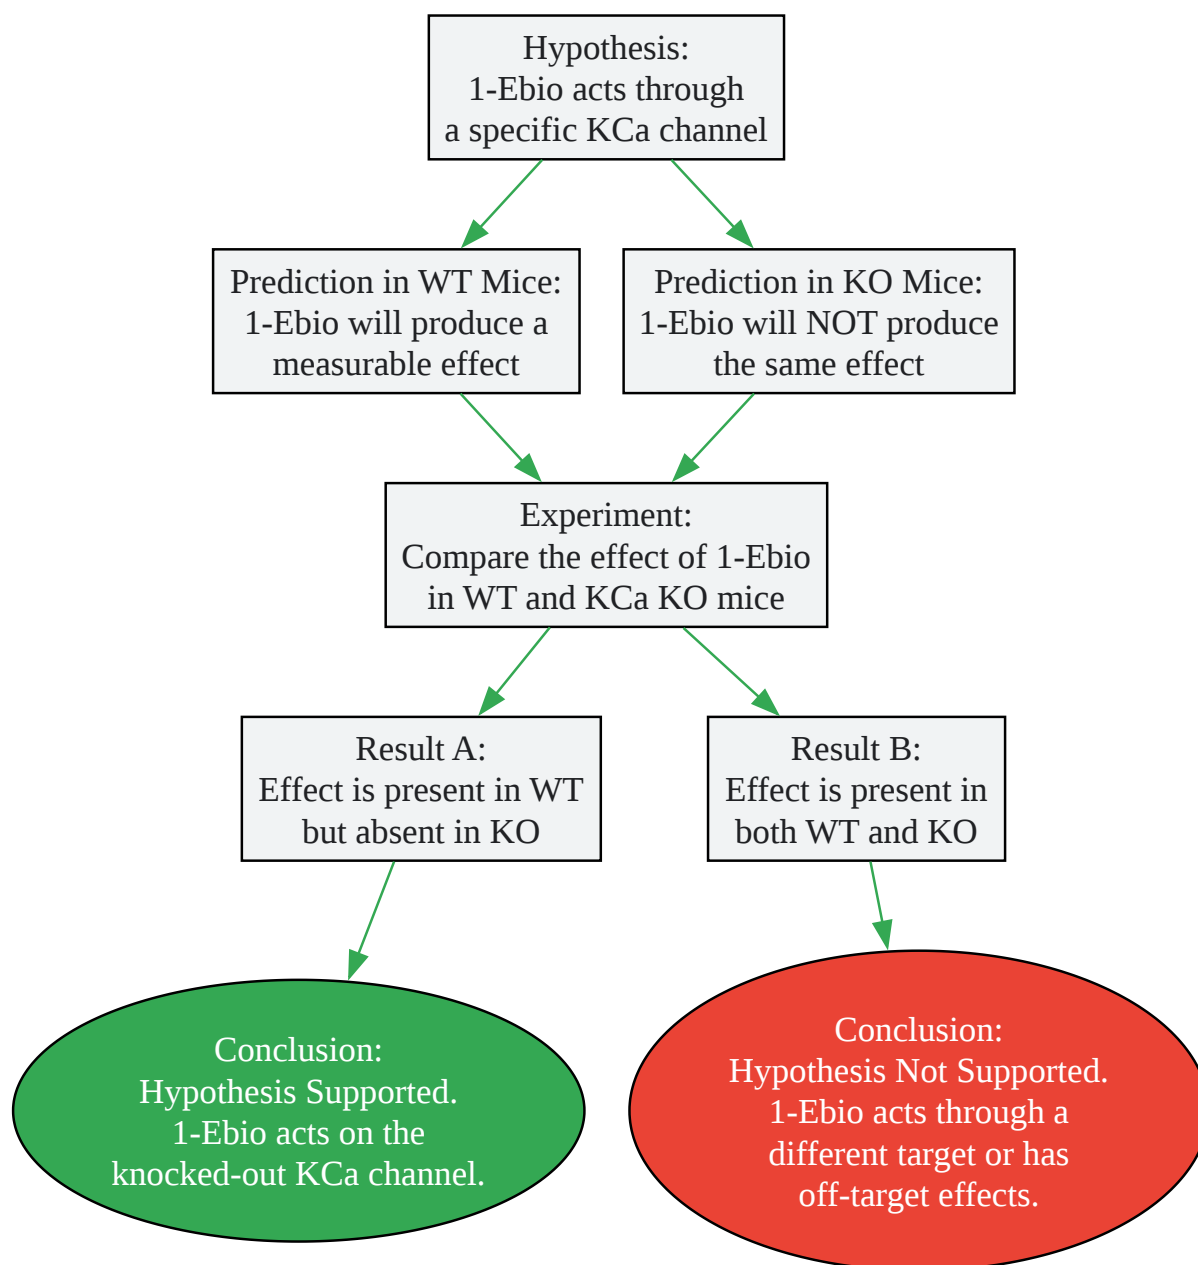 Hypothesis:
1-Ebio acts through
a specific KCa channel
Prediction in WT Mice:
1-Ebio will produce a
measurable effect
Prediction in KO Mice:
1-Ebio will NOT produce
the same effect
Experiment:
Compare the effect of 1-Ebio
in WT and KCa KO mice
Result A:
Effect is present in WT
but absent in KO
Result B:
Effect is present in
both WT and KO
Conclusion:
Hypothesis Supported.
1-Ebio acts on the
knocked-out KCa channel.
Conclusion:
Hypothesis Not Supported.
1-Ebio acts through a
different target or has
off-target effects.